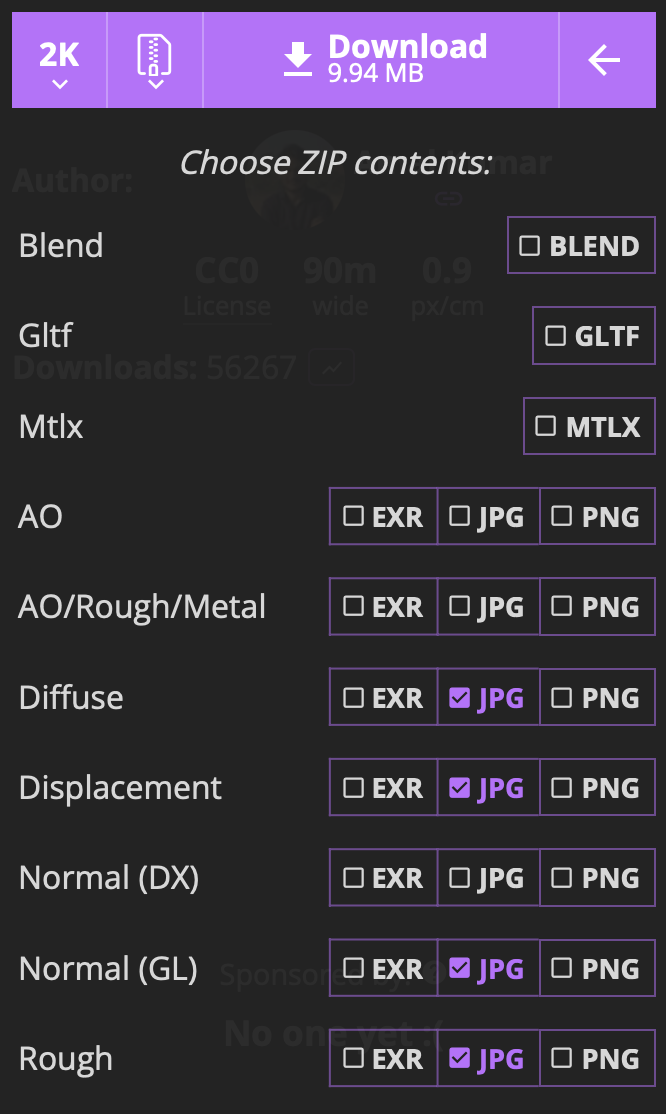 2K
Download
9.94 MB
Choose ZIP contents:
Author:
mar
Blend BLEND
CC0 90m 0.9
License wide px/cm
Gltf GLTF
Downloads: 56267
Mtlx MTLX
AO EXR JPG PNG
AO/Rough/Metal EXR JPG PNG
Diffuse EXR JPG PNG
Displacement EXR JPG PNG
Normal (DX) EXR JPG PNG
Normal (GL) EXR JPG PNG
Sponsored by:
No one yet :(
Rough EXR JPG PNG